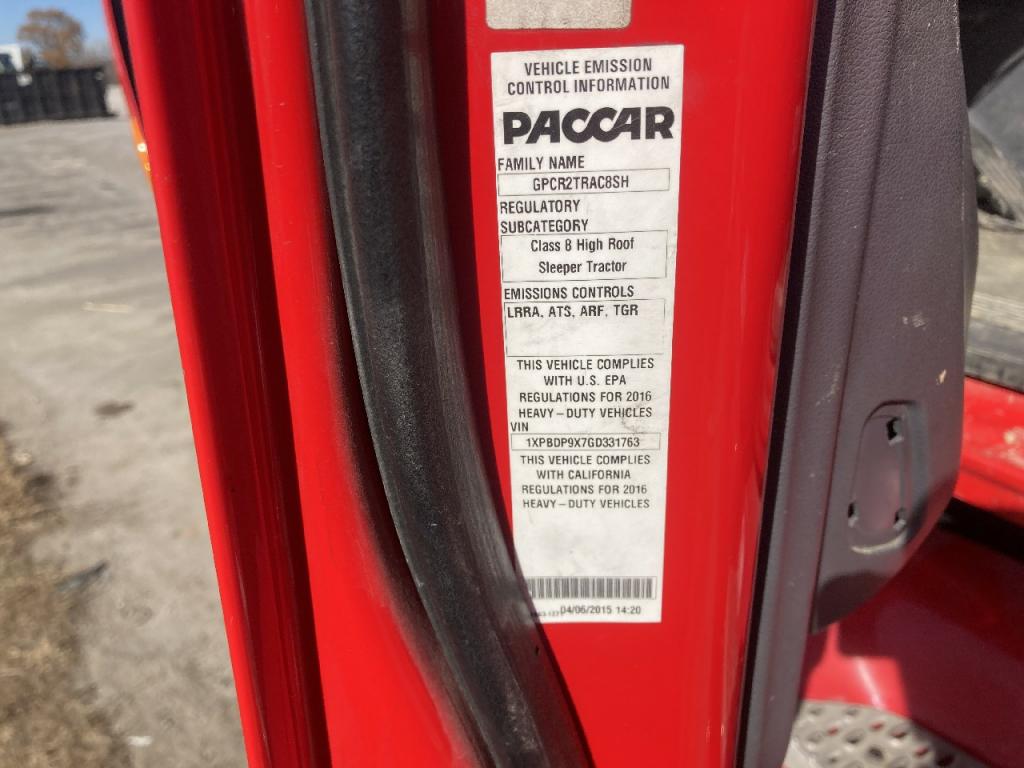 VEHICLE EMISSION
CONTROL INFORMATION
PACCAR
FAMILY NAME
GPCR2TRAC8SH
REGULATORY
SUBCATEGORY
Class 8 High Roof
Sleeper Tractor
EMISSIONS CONTROLS
LRRA, ATS, ARF, TGR
THIS VEHICLE COMPLIES
WITH U.S. EPA
REGULATIONS FOR 2016
HEAVY-DUTY VEHICLES
VIN
1XPBDP9X7GD331763
THIS VEHICLE COMPLIES
WITH CALIFORNIA
REGULATIONS FOR 2016
HEAVY-DUTY VEHICLES
04/06/2015 14:20